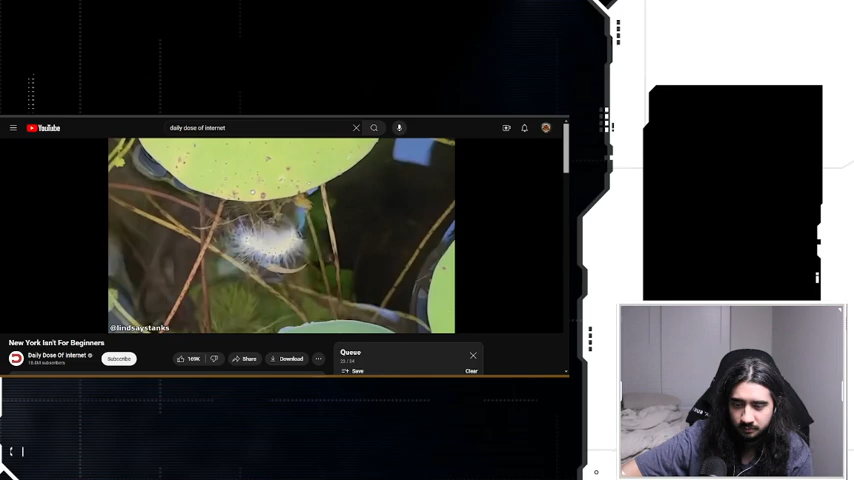 YouTube
daily dose of internet
@lindsaystanks
New York Isn't For Beginners
Daily Dose Of Internet
Subscribe
169K
Share
Download
Queue
Save
Clear